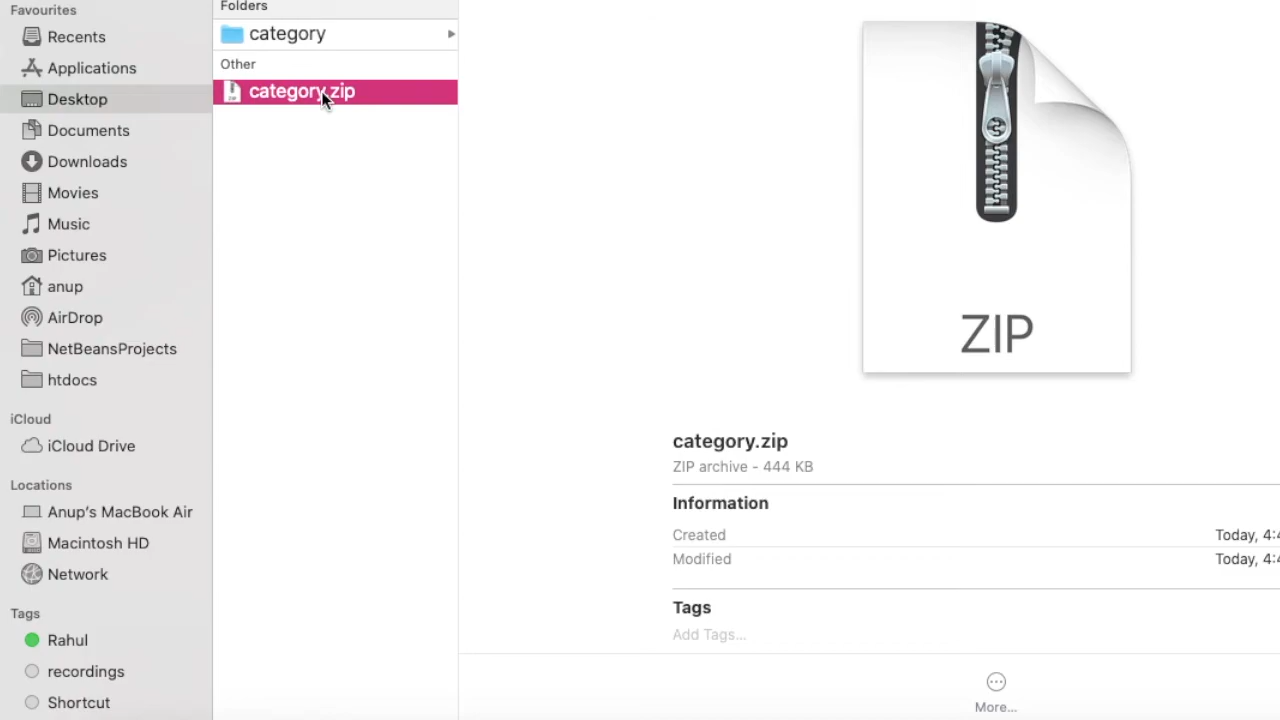 Favourites
Recents
Applications
Desktop
Documents
Downloads
Movies
Music
Pictures
anup
AirDrop
NetBeansProjects
htdocs
iCloud
iCloud Drive
Locations
Anup's MacBook Air
Macintosh HD
Network
Tags
Rahul
recordings
Shortcut
Folders
category
Other
category.zip
ZIP
category.zip
ZIP archive - 444 KB
Information
Created Today, 4:4
Modified Today, 4:4
Tags
Add Tags...
More...